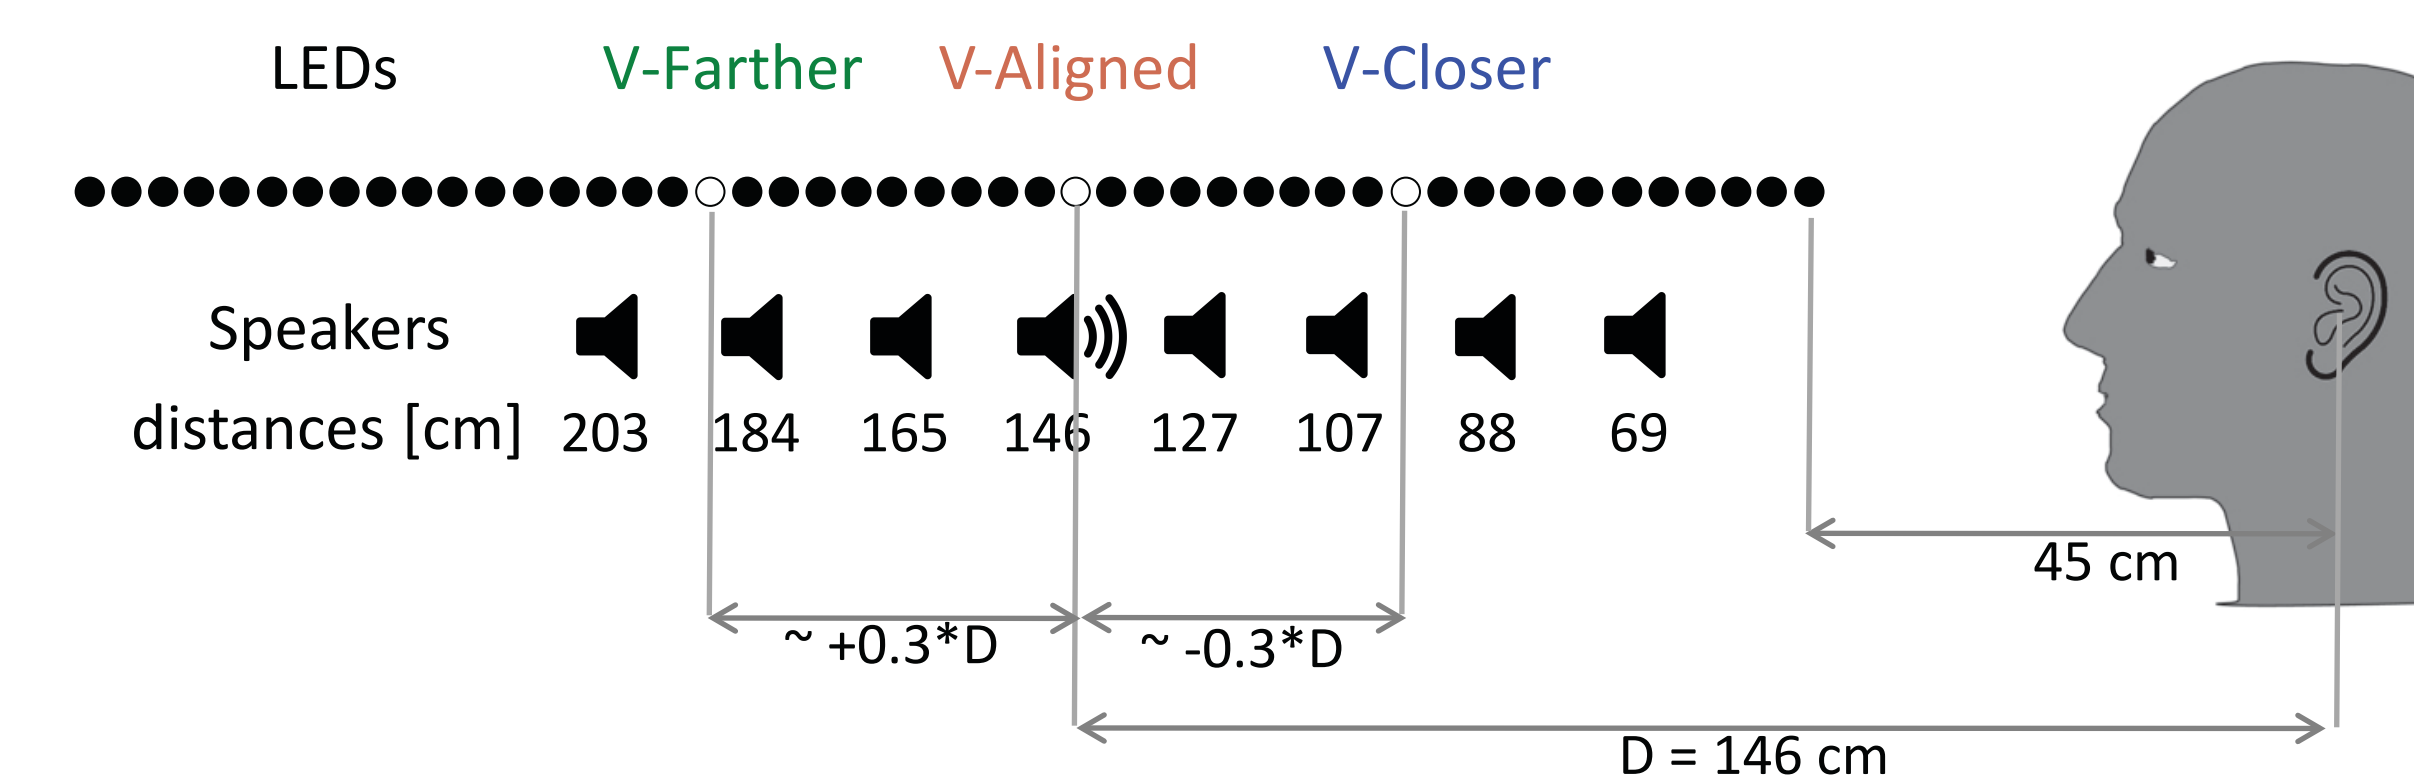 LEDs V-Farther V-Aligned V-Closer
Speakers
distances [cm] 203 184 165 146 127 107 88 69
45 cm
~ +0.3*D ~ -0.3*D
D = 146 cm